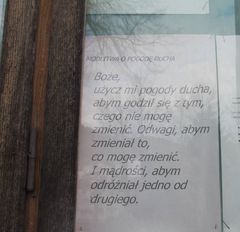 MODLITWA O POGODĘ DUCHA
Boże,
użycz mi pogody ducha,
abym godził się z tym,
czego nie mogę
zmienić. Odwagi, abym
zmieniał to,
co mogę zmienić.
I mądrości, abym
odróżniał jedno od
drugiego.